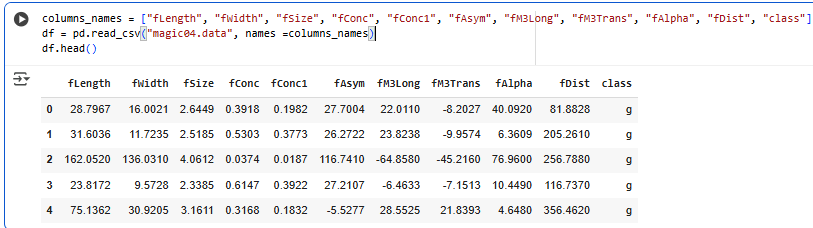 columns_names = ["fLength", "fWidth", "fSize", "fConc", "fConc1", "fAsym", "fM3Long", "fM3Trans", "fAlpha", "fDist", "class"]
df = pd.read_csv("magic04.data", names =columns_names)
df.head()
fLength fWidth fSize fConc fConc1 fAsym fM3Long fM3Trans fAlpha fDist class
0 28.7967 16.0021 2.6449 0.3918 0.1982 27.7004 22.0110 -8.2027 40.0920 81.8828 g
1 31.6036 11.7235 2.5185 0.5303 0.3773 26.2722 23.8238 -9.9574 6.3609 205.2610 g
2 162.0520 136.0310 4.0612 0.0374 0.0187 116.7410 -64.8580 -45.2160 76.9600 256.7880 g
3 23.8172 9.5728 2.3385 0.6147 0.3922 27.2107 -6.4633 -7.1513 10.4490 116.7370 g
4 75.1362 30.9205 3.1611 0.3168 0.1832 -5.5277 28.5525 21.8393 4.6480 356.4620 g